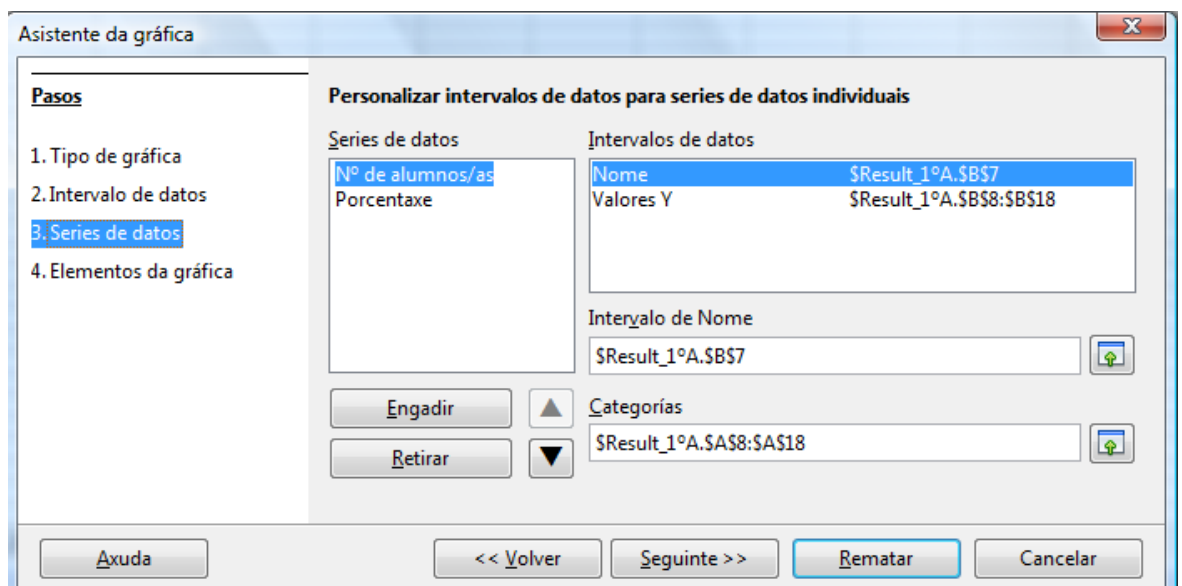 Asistente da gráfica
Pasos
1. Tipo de gráfica
2. Intervalo de datos
3. Series de datos
4. Elementos da gráfica
Personalizar intervalos de datos para series de datos individuais
Series de datos
Nº de alumnos/as
Porcentaxe
Engadir
Retirar
Intervalos de datos
Nome $Result_1ºA.$B$7
Valores Y $Result_1ºA.$B$8:$B$18
Intervalo de Nome
$Result_1ºA.$B$7
Categorías
$Result_1ºA.$A$8:$A$18
Axuda
<< Volver
Seguinte >>
Rematar
Cancelar